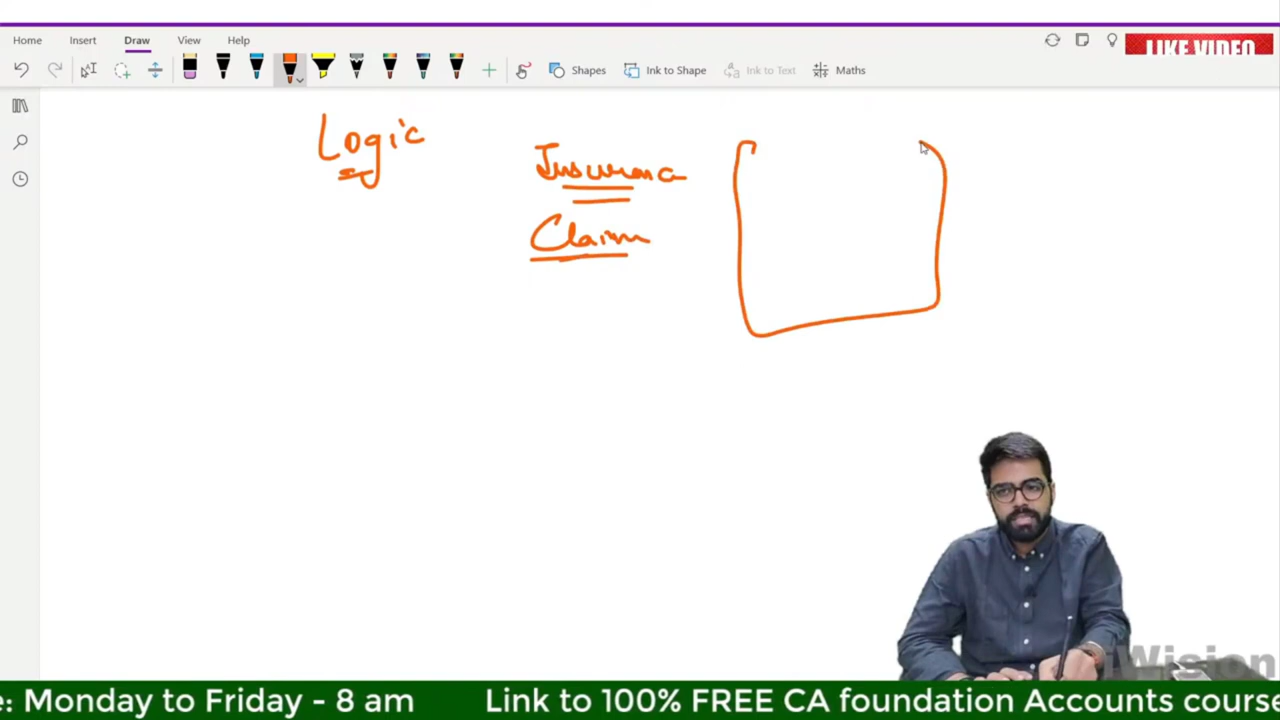 Home Insert Draw View Help
LIKE VIDEO
Shapes Ink to Shape Ink to Text Maths
Logic
Insurance
Claim
iWision
e: Monday to Friday - 8 am Link to 100% FREE CA foundation Accounts course